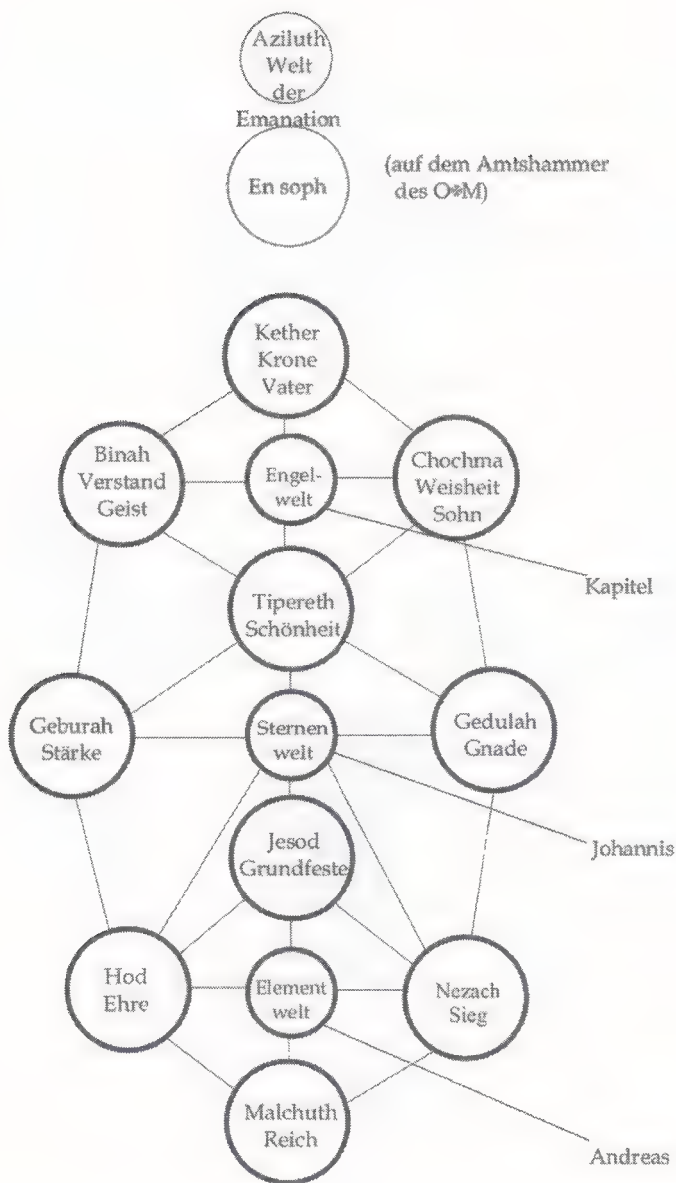 Aziluth
Welt
der
Emanation
En soph
(auf dem Amtshammer
des O*M)
Kether
Krone
Vater
Binah
Verstand
Geist
Engel-
welt
Chochma
Weisheit
Sohn
Kapitel
Tipereth
Schönheit
Geburah
Stärke
Sternen
welt
Gedulah
Gnade
Johannis
Jesod
Grundfeste
Hod
Ehre
Element
welt
Nezach
Sieg
Malchuth
Reich
Andreas